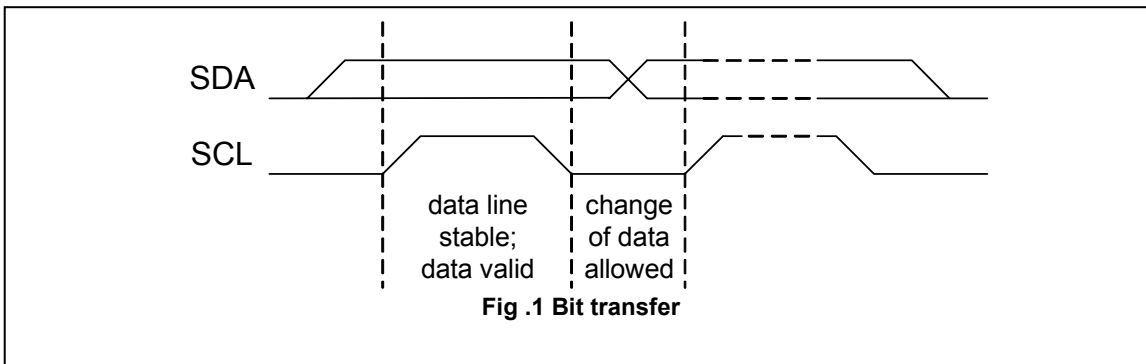 SDA
SCL
data line
stable;
data valid
change
of data
allowed
Fig .1 Bit transfer